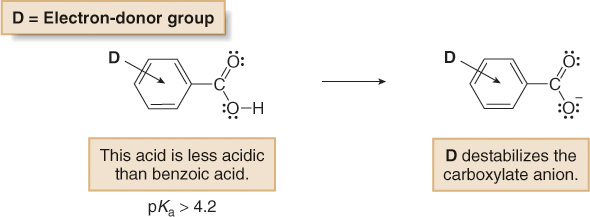 D = Electron-donor group
D
C
O
O–H
D
C
O
O–
This acid is less acidic
than benzoic acid.
D destabilizes the
carboxylate anion.
pKa > 4.2